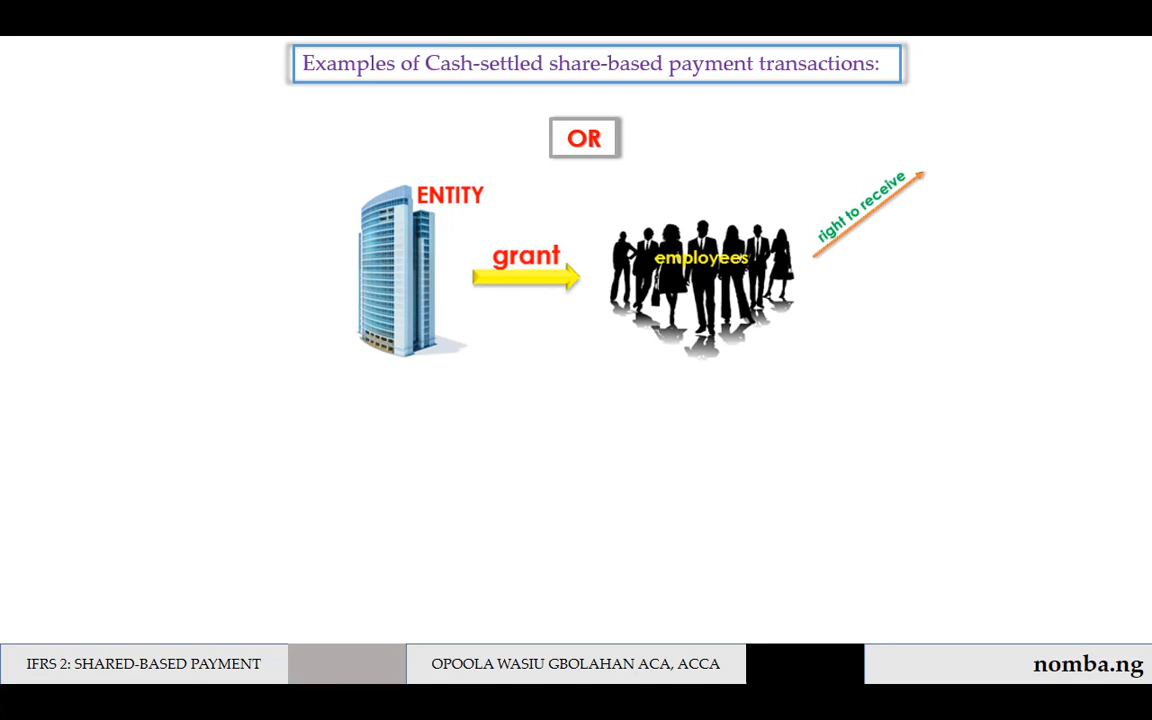 Examples of Cash-settled share-based payment transactions:
OR
ENTITY
grant
employees
right to receive
IFRS 2: SHARED-BASED PAYMENT
OPOOLA WASIU GBOLAHAN ACA, ACCA
nomba.ng